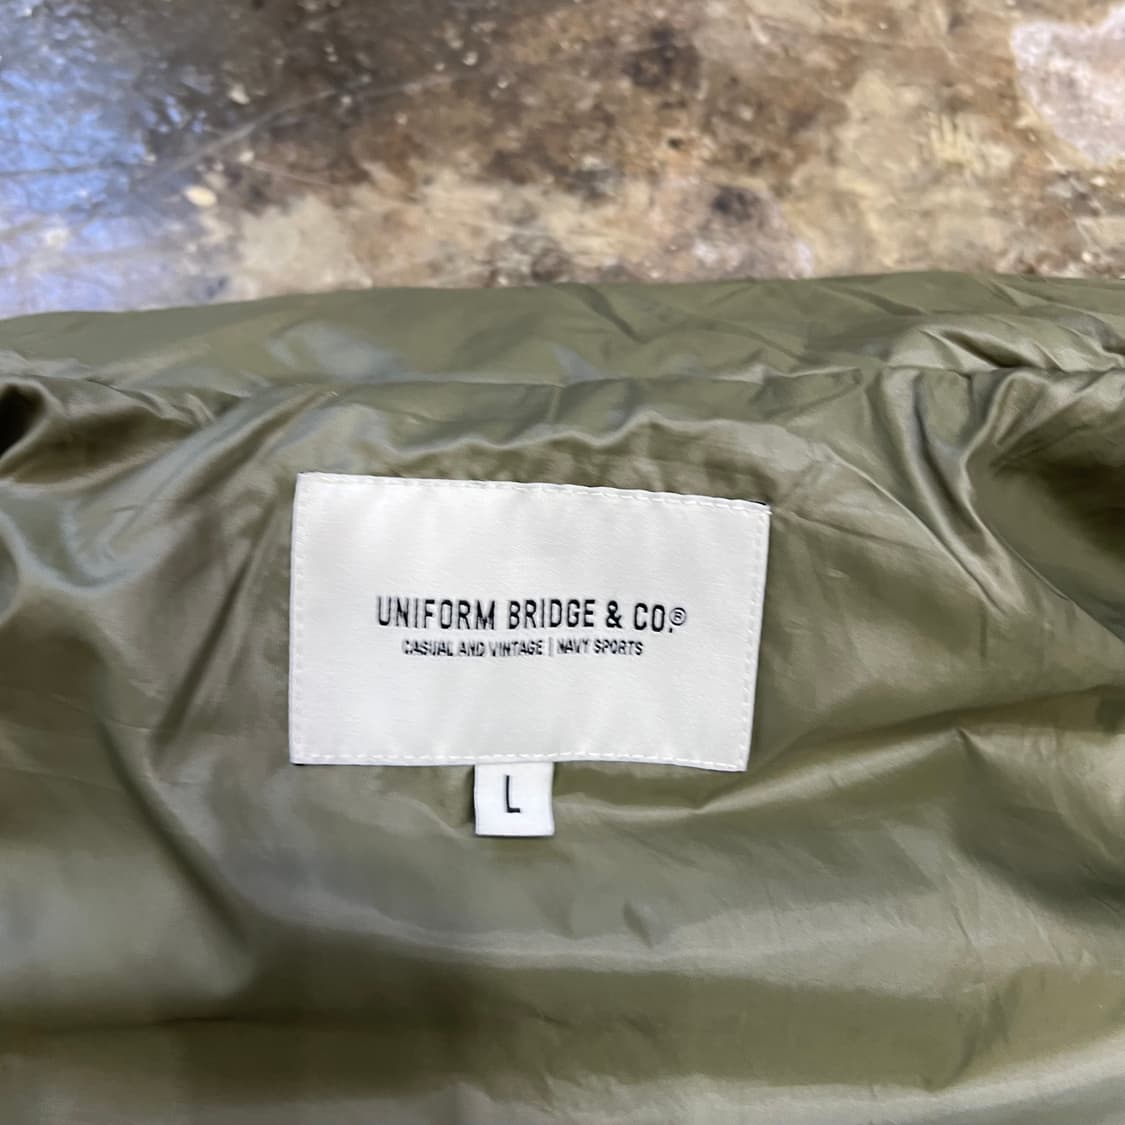 UNIFORM BRIDGE & CO.®
CASUAL AND VINTAGE | NAVY SPORTS
L